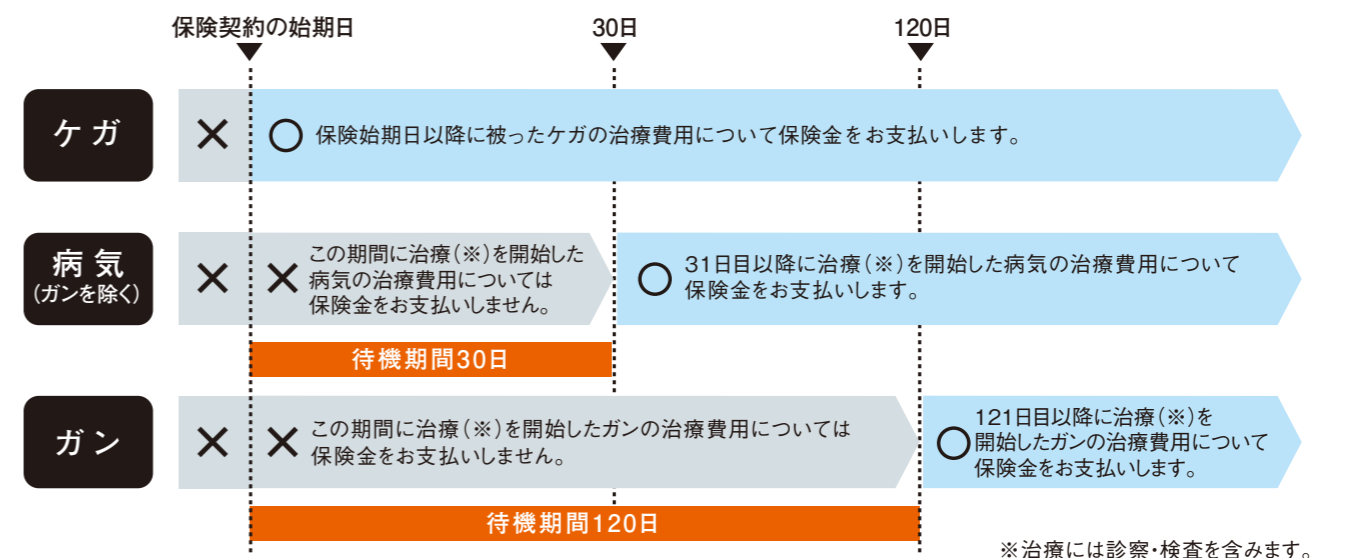 保険契約の始期日
30日
120日
ケガ
×
○ 保険始期日以降に被ったケガの治療費用について保険金をお支払いします。
病気
(ガンを除く)
×
×
この期間に治療(※)を開始した
病気の治療費用については
保険金をお支払いしません。
○
31日目以降に治療(※)を開始した病気の治療費用について
保険金をお支払いします。
待機期間30日
ガン
×
×
この期間に治療(※)を開始したガンの治療費用については
保険金をお支払いしません。
○
121日目以降に治療(※)を
開始したガンの治療費用について
保険金をお支払いします。
待機期間120日
※治療には診察・検査を含みます。